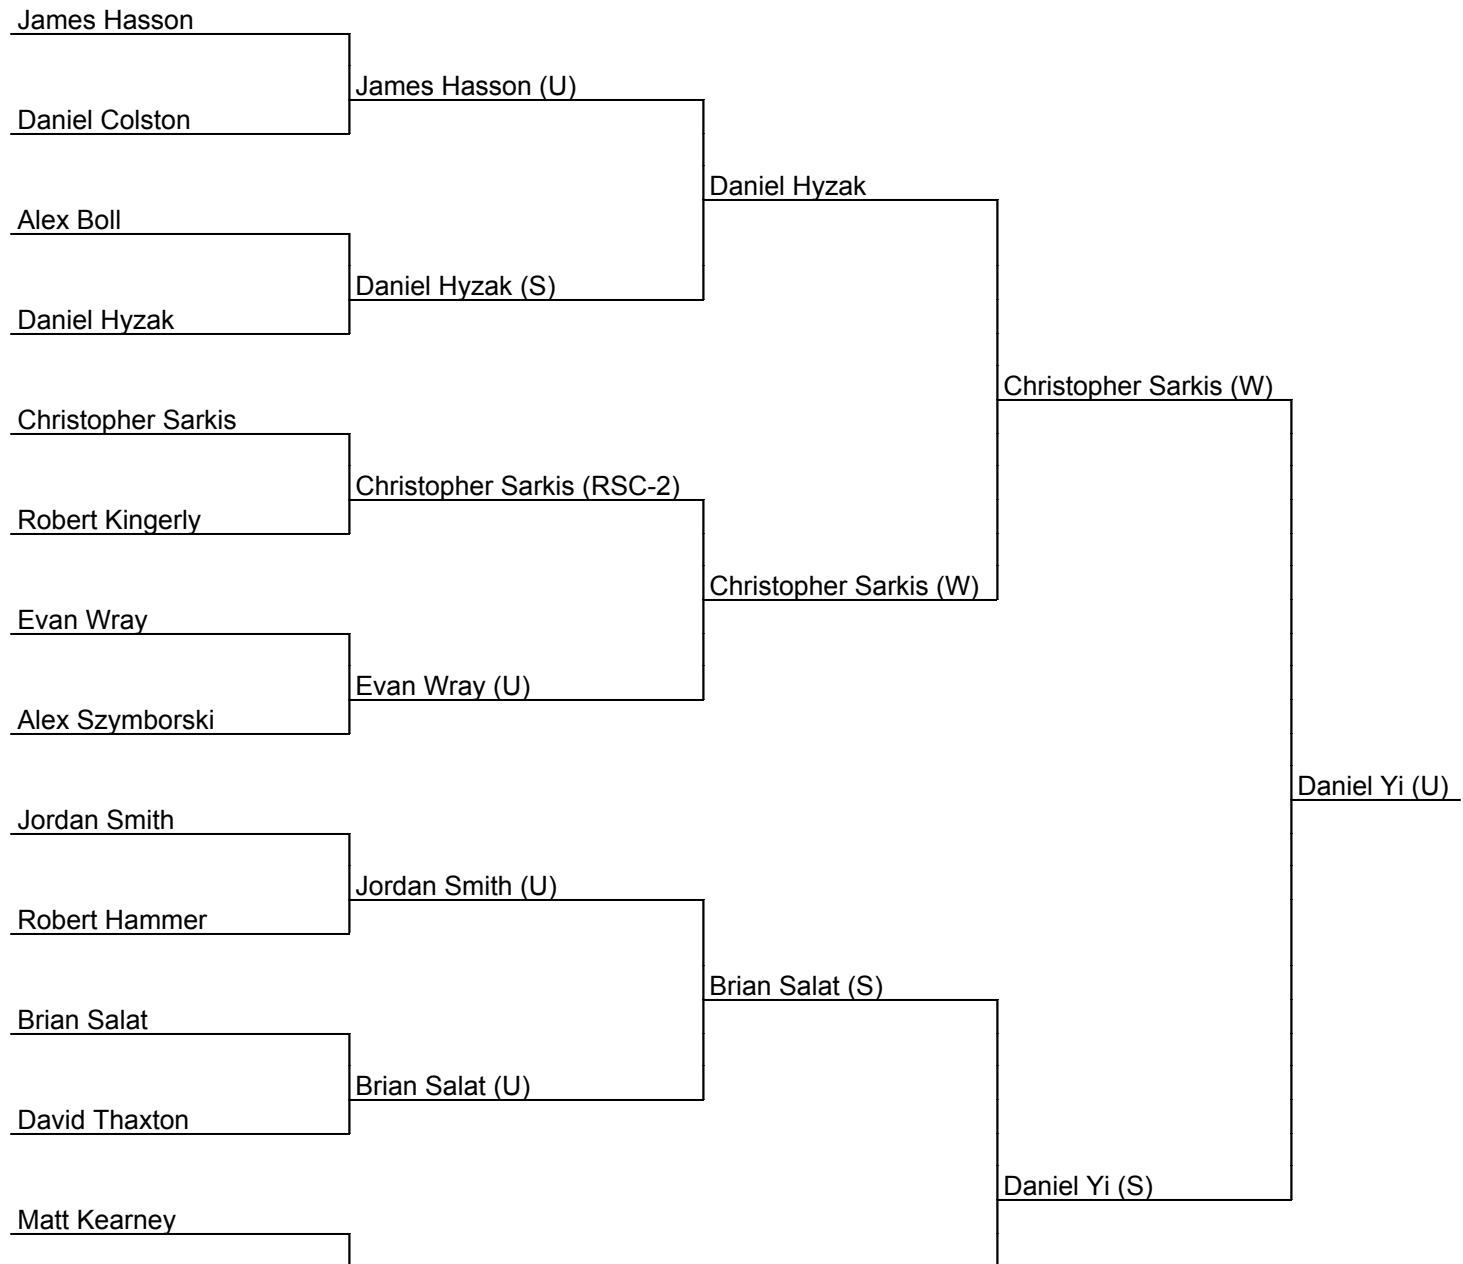 James Hasson
James Hasson (U)
Daniel Colston
Daniel Hyzak
Alex Boll
Daniel Hyzak (S)
Daniel Hyzak
Christopher Sarkis (W)
Christopher Sarkis
Christopher Sarkis (RSC-2)
Robert Kingerly
Christopher Sarkis (W)
Evan Wray
Evan Wray (U)
Alex Szymborski
Daniel Yi (U)
Jordan Smith
Jordan Smith (U)
Robert Hammer
Brian Salat (S)
Brian Salat
Brian Salat (U)
David Thaxton
Daniel Yi (S)
Matt Kearney